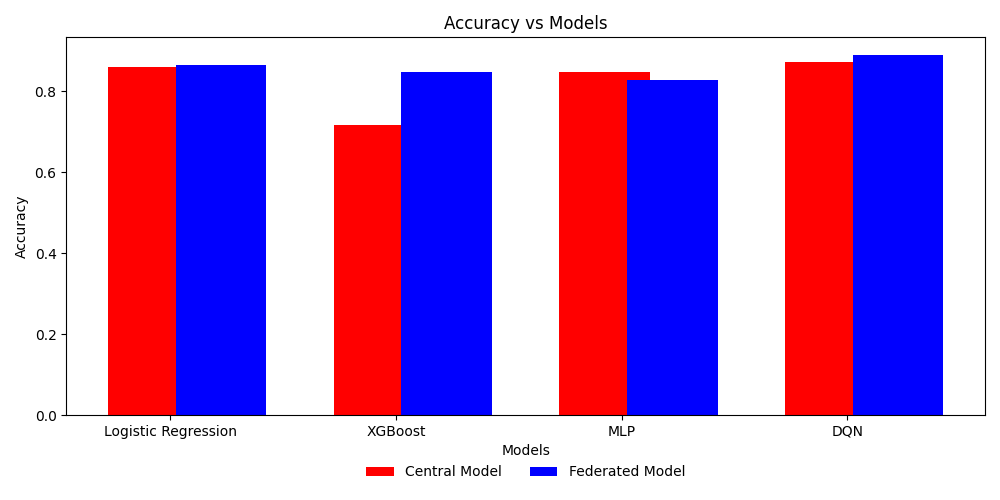 Accuracy vs Models
Accuracy
0.8
0.6
0.4
0.2
0.0
Logistic Regression XGBoost MLP DQN
Models
Central Model Federated Model